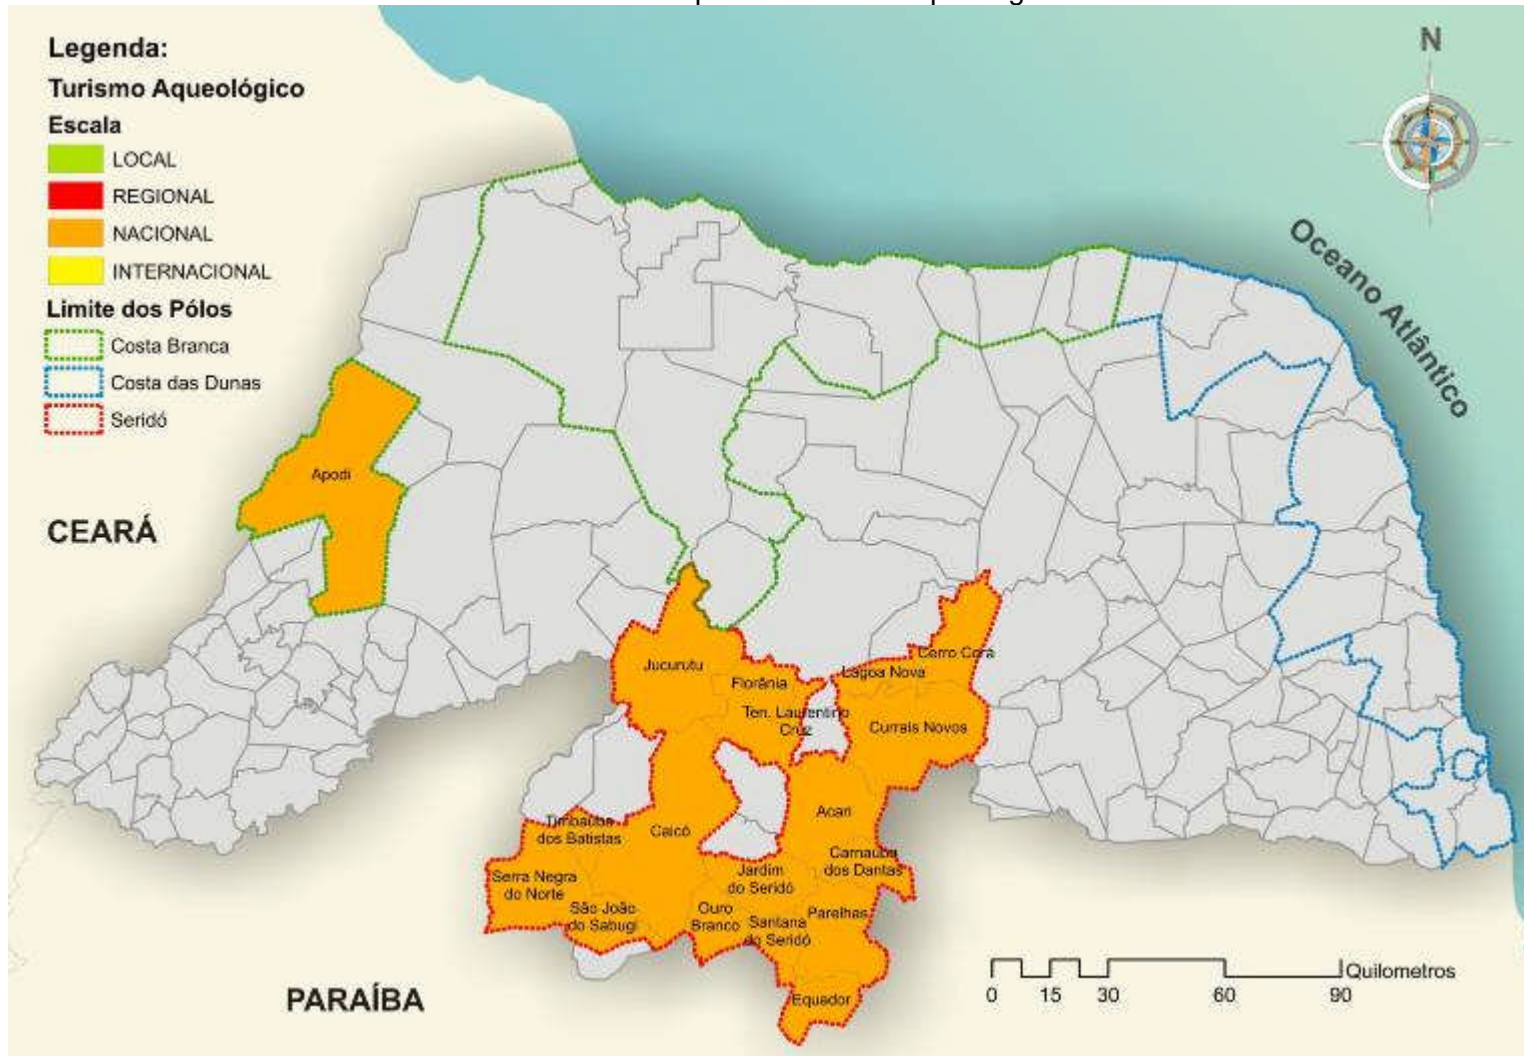 Legenda:
Turismo Aqueológico
Escala
LOCAL
REGIONAL
NACIONAL
INTERNACIONAL
Limite dos Pólos
Costa Branca
Costa das Dunas
Seridó
N
Oceano Atlântico
Apodi
CEARÁ
Jucurutu
Florânia
Ten. Laurentino
Cruz
Lagoa Nova
Cerro Corá
Currais Novos
Timbaúba
dos Batistas
Caicó
Acari
Carnauba
dos Dantas
Jardim
do Seridó
Serra Negra
do Norte
São João
do Sabugi
Ouro
Branco
Santana
do Seridó
Parelhas
Equador
PARAÍBA
Quilometros
0 15 30 60 90